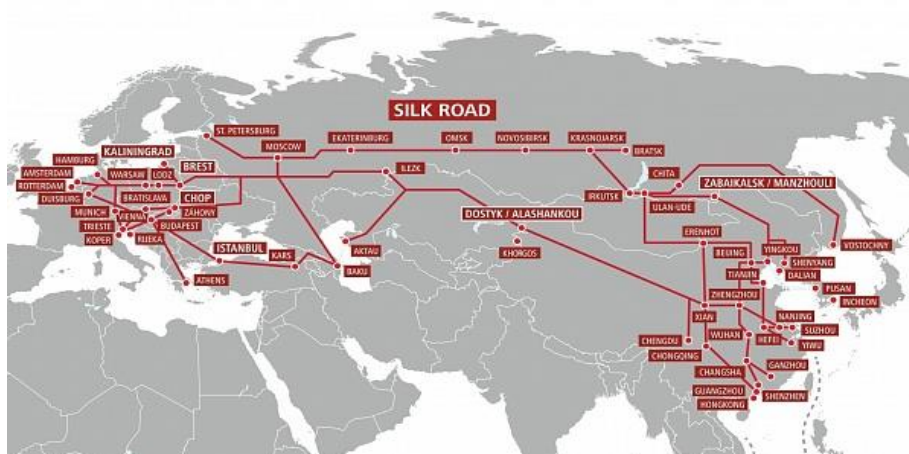 SILK ROAD
ST. PETERSBURG
MOSCOW
EKATERINBURG
OMSK
NOVOSIBIRSK
KRASNOJARSK
BRATSK
HAMBURG
KALININGRAD
AMSTERDAM
WARSAW
LODZ
BREST
ROTTERDAM
DUISBURG
ILEZK
CHITA
IRKUTSK
ZABAIKALSK / MANZHOULI
ULAN-UDE
BRATISLAVA
CHOP
MUNICH
VIENNA
ZÁHONY
TRIESTE
BUDAPEST
KOPER
RIJEKA
DOSTYK / ALASHANKOU
ISTANBUL
KARS
AKTAU
KHORGOS
BAKU
ATHENS
ERENHOT
VOSTOCHNY
BEIJING
YINGKOU
SHENYANG
TIANJIN
DALIAN
PUSAN
INCHEON
ZHENGZHOU
XIAN
NANJING
SUZHOU
CHENGDU
WUHAN
HEFEI
YIWU
CHONGQING
CHANGSHA
GANZHOU
GUANGZHOU
SHENZHEN
HONGKONG